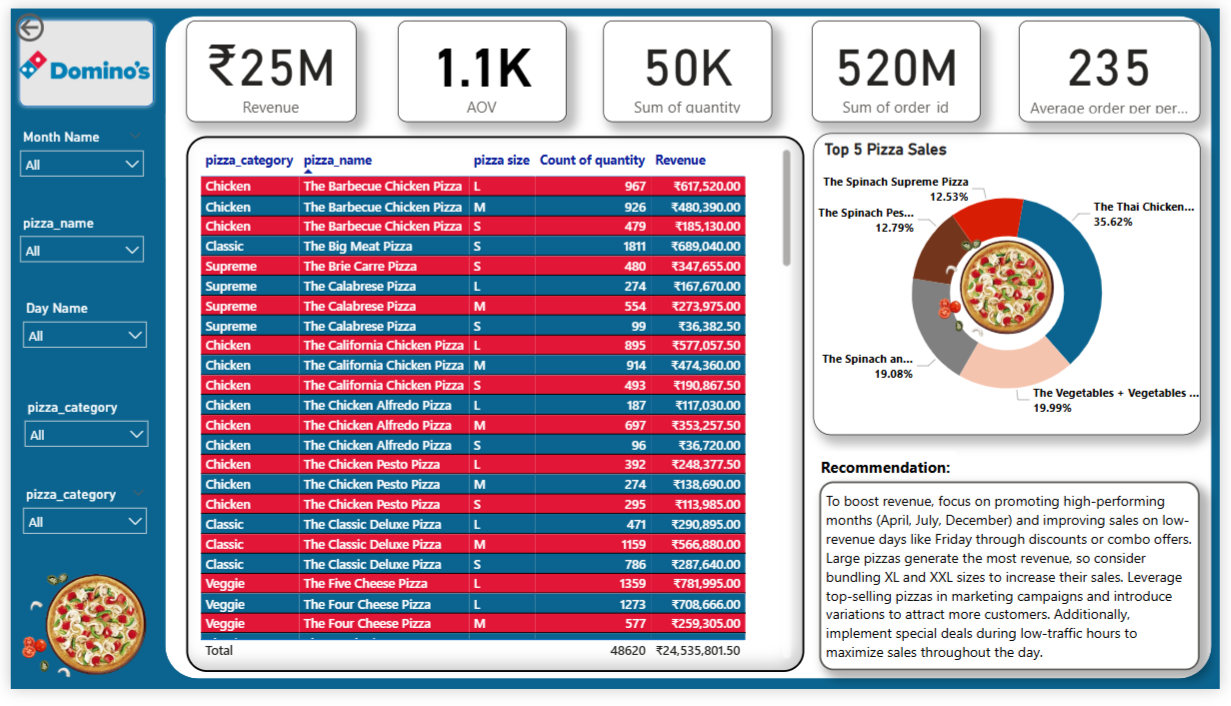 Domino's
Month Name
All
pizza_name
All
Day Name
All
pizza_category
All
pizza_category
All
₹25M
Revenue
1.1K
AOV
50K
Sum of quantity
520M
Sum of order_id
235
Average order per per...
pizza_category pizza_name pizza size Count of quantity Revenue
Chicken The Barbecue Chicken Pizza L 967 ₹617,520.00
Chicken The Barbecue Chicken Pizza M 926 ₹480,390.00
Chicken The Barbecue Chicken Pizza S 479 ₹185,130.00
Classic The Big Meat Pizza S 1811 ₹689,040.00
Supreme The Brie Carre Pizza S 480 ₹347,655.00
Supreme The Calabrese Pizza L 274 ₹167,670.00
Supreme The Calabrese Pizza M 554 ₹273,975.00
Supreme The Calabrese Pizza S 99 ₹36,382.50
Chicken The California Chicken Pizza L 895 ₹577,057.50
Chicken The California Chicken Pizza M 914 ₹474,360.00
Chicken The California Chicken Pizza S 493 ₹190,867.50
Chicken The Chicken Alfredo Pizza L 187 ₹117,030.00
Chicken The Chicken Alfredo Pizza M 697 ₹353,257.50
Chicken The Chicken Alfredo Pizza S 96 ₹36,720.00
Chicken The Chicken Pesto Pizza L 392 ₹248,377.50
Chicken The Chicken Pesto Pizza M 274 ₹138,690.00
Chicken The Chicken Pesto Pizza S 295 ₹113,985.00
Classic The Classic Deluxe Pizza L 471 ₹290,895.00
Classic The Classic Deluxe Pizza M 1159 ₹566,880.00
Classic The Classic Deluxe Pizza S 786 ₹287,640.00
Veggie The Five Cheese Pizza L 1359 ₹781,995.00
Veggie The Four Cheese Pizza L 1273 ₹708,666.00
Veggie The Four Cheese Pizza M 577 ₹259,305.00
Total 48620 ₹24,535,801.50
Top 5 Pizza Sales
The Spinach Supreme Pizza
12.53%
The Spinach Pes...
12.79%
The Thai Chicken...
35.62%
The Spinach an...
19.08%
The Vegetables + Vegetables ...
19.99%
Recommendation:
To boost revenue, focus on promoting high-performing
months (April, July, December) and improving sales on low-
revenue days like Friday through discounts or combo offers.
Large pizzas generate the most revenue, so consider
bundling XL and XXL sizes to increase their sales. Leverage
top-selling pizzas in marketing campaigns and introduce
variations to attract more customers. Additionally,
implement special deals during low-traffic hours to
maximize sales throughout the day.